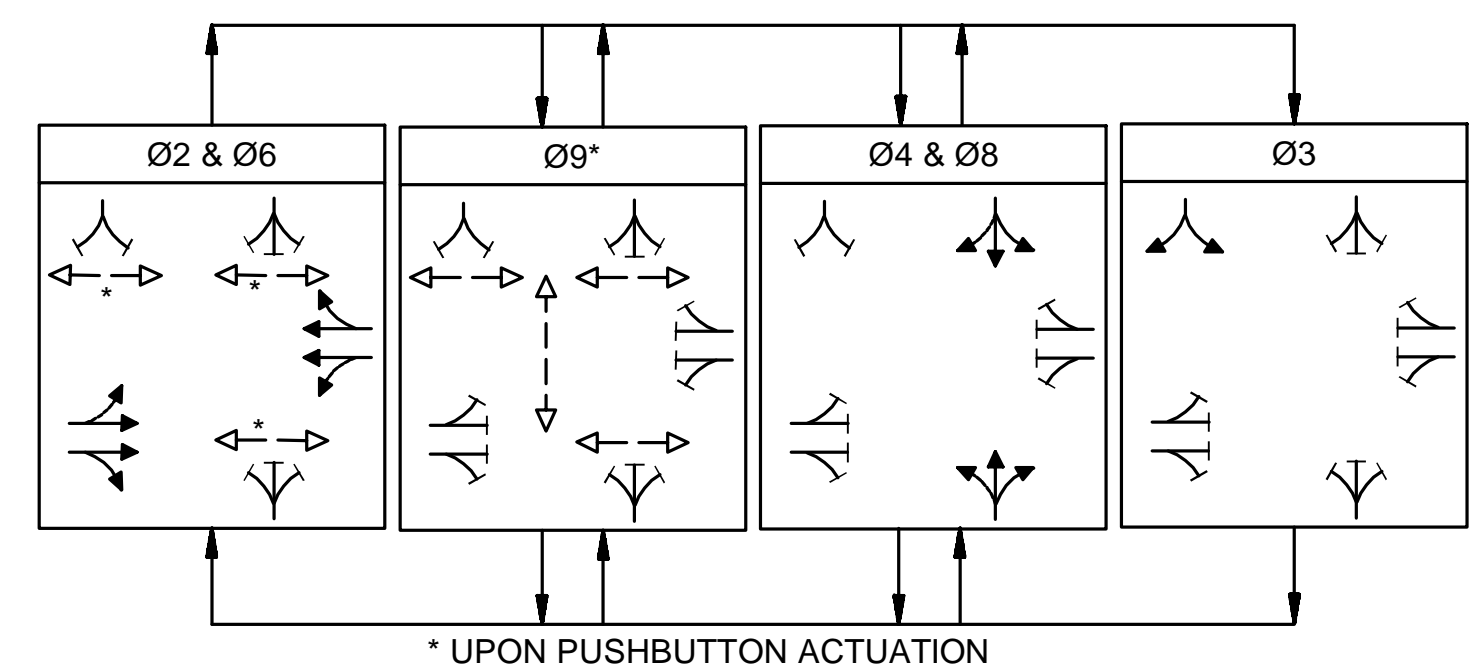 Ø2 & Ø6
Ø9*
Ø4 & Ø8
Ø3
*
*
*
* UPON PUSHBUTTON ACTUATION